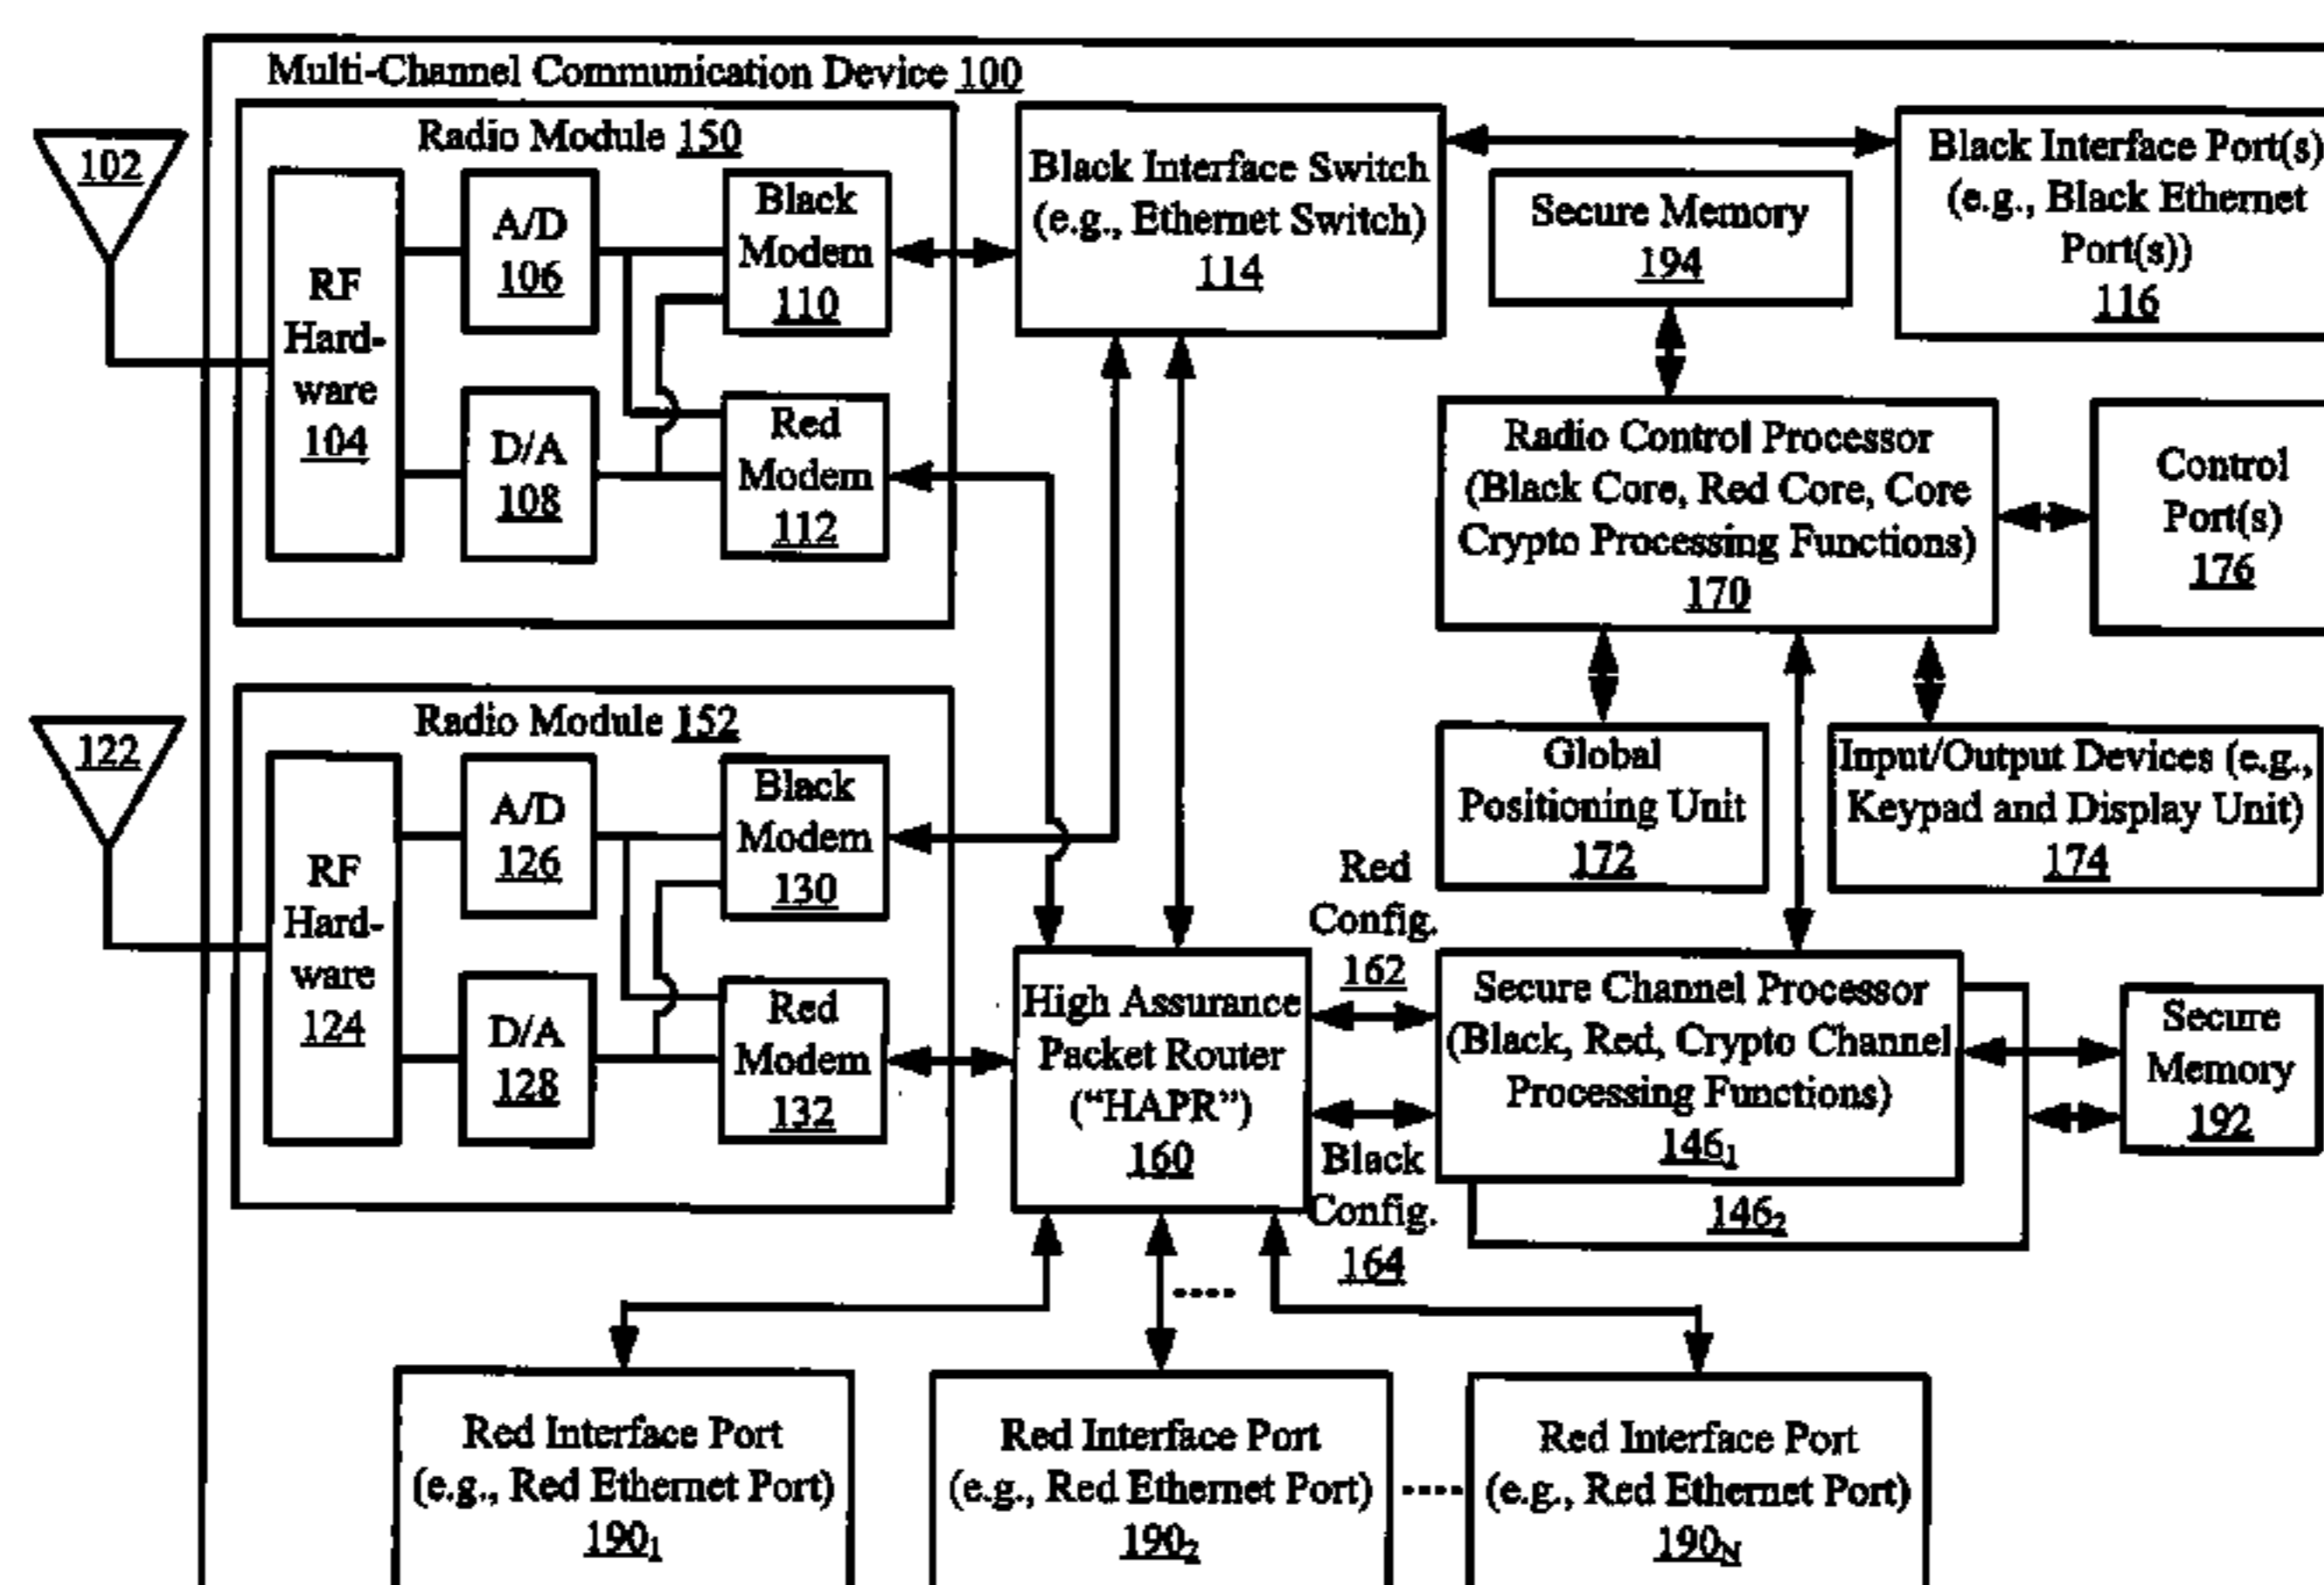 Multi-Channel Communication Device 100
Radio Module 150
102
RF
Hard-
ware
104
A/D
106
D/A
108
Black
Modem
110
Red
Modem
112
Black Interface Switch
(e.g., Ethernet Switch)
114
Black Interface Port(s)
(e.g., Black Ethernet
Port(s))
116
Secure Memory
194
Radio Control Processor
(Black Core, Red Core, Core
Crypto Processing Functions)
170
Control
Port(s)
176
Radio Module 152
122
RF
Hard-
ware
124
A/D
126
D/A
128
Black
Modem
130
Red
Modem
132
Global
Positioning Unit
172
Input/Output Devices (e.g.,
Keypad and Display Unit)
174
Red
Config.
162
High Assurance
Packet Router
("HAPR")
160
Black
Config.
164
Secure Channel Processor
(Black, Red, Crypto Channel
Processing Functions)
146₁
146₂
Secure
Memory
192
....
Red Interface Port
(e.g., Red Ethernet Port)
190₁
Red Interface Port
(e.g., Red Ethernet Port)
190₂
....
Red Interface Port
(e.g., Red Ethernet Port)
190N